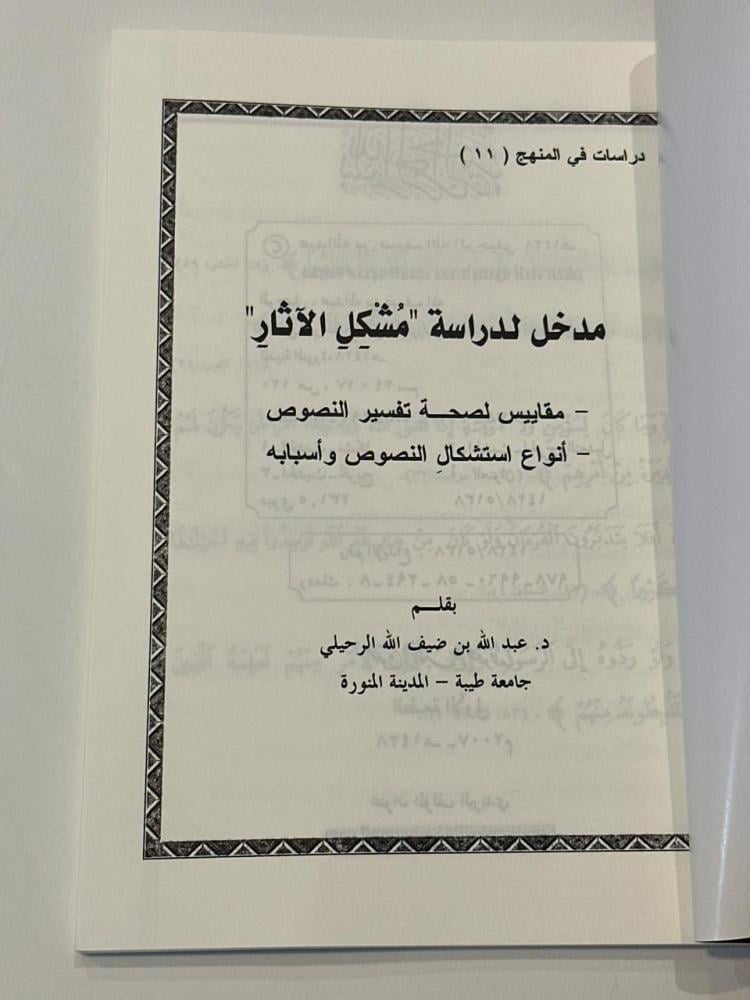 دراسات في المنهج ( ١١ )
مدخل لدراسة "مُشْكِلِ الآثارِ"
– مقاييس لصحـــة تفسير النصوص
– أنواع استشكالِ النصوص وأسبابه
بقلـــم
د. عبد الله بن ضيف الله الرحيلي
جامعة طيبة – المدينة المنورة